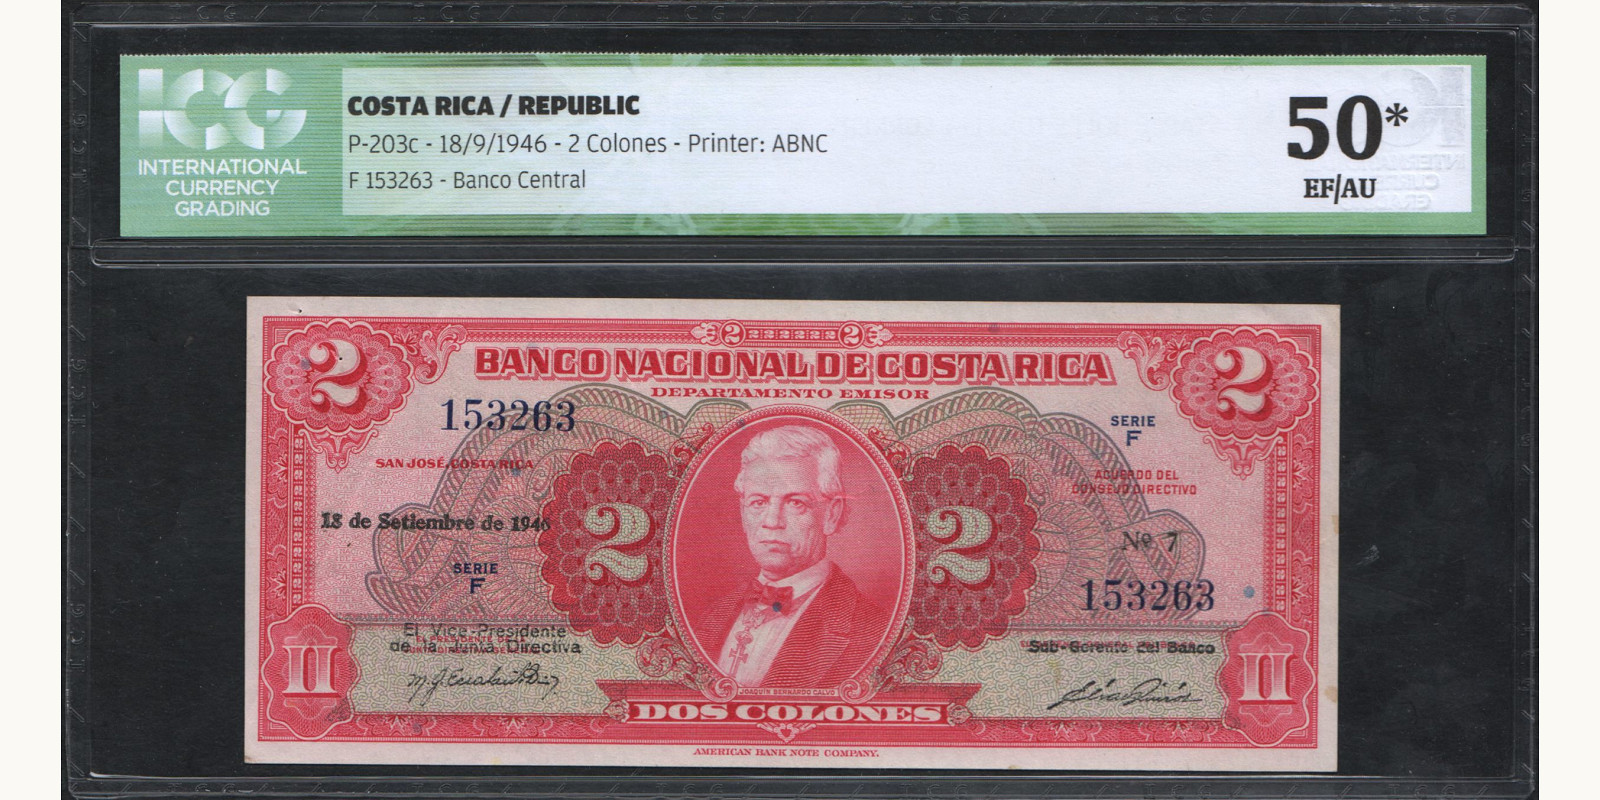 ICG
INTERNATIONAL
CURRENCY
GRADING
COSTA RICA / REPUBLIC
P-203c - 18/9/1946 - 2 Colones - Printer: ABNC
F 153263 - Banco Central
50*
EF/AU
2 2 2 2
BANCO NACIONAL DE COSTA RICA
DEPARTAMENTO EMISOR
153263
SERIE
F
SAN JOSÉ, COSTA RICA
ACUERDO DEL
CONSEJO DIRECTIVO
18 de Setiembre de 1946
2 2
Nº 7
SERIE
F
153263
El Vice-Presidente
de la Junta Directiva
Sub-Gerente del Banco
II II
JOAQUIN BERNARDO CALVO
DOS COLONES
AMERICAN BANK NOTE COMPANY.